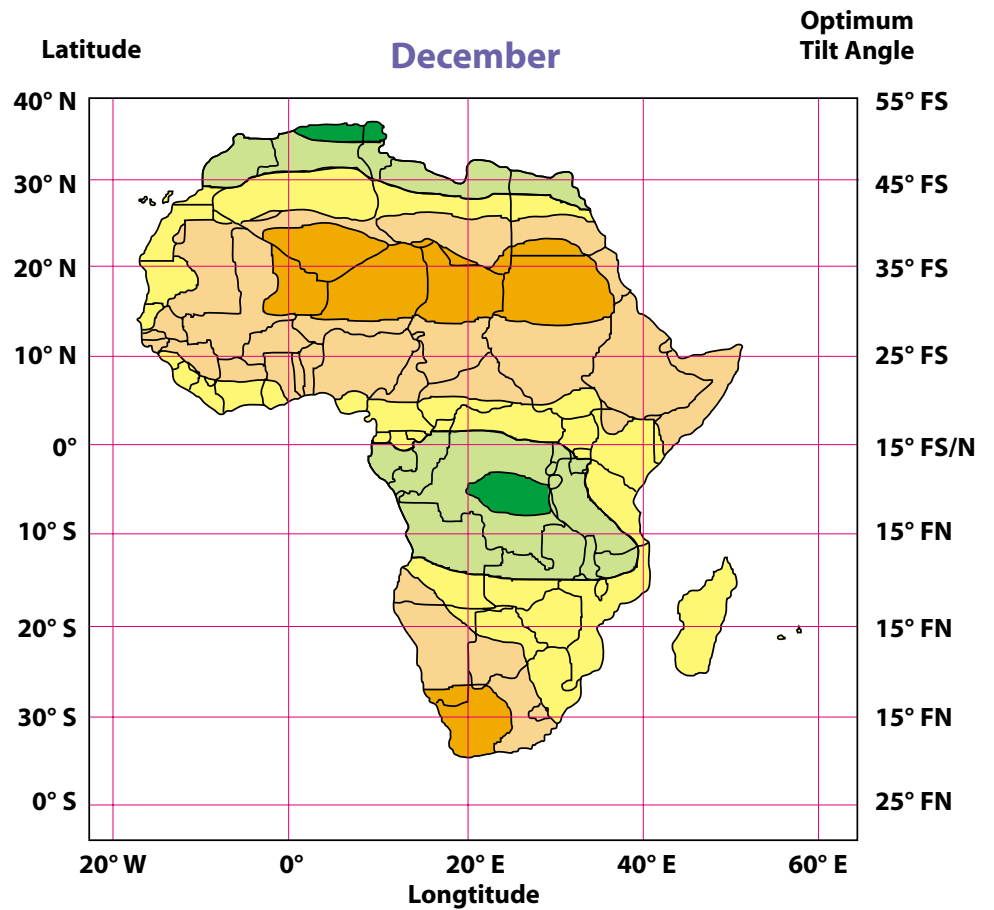 Latitude
December
Optimum
Tilt Angle
40° N
55° FS
30° N
45° FS
20° N
35° FS
10° N
25° FS
0°
15° FS/N
10° S
15° FN
20° S
15° FN
30° S
15° FN
0° S
25° FN
20° W
0°
20° E
40° E
60° E
Longtitude